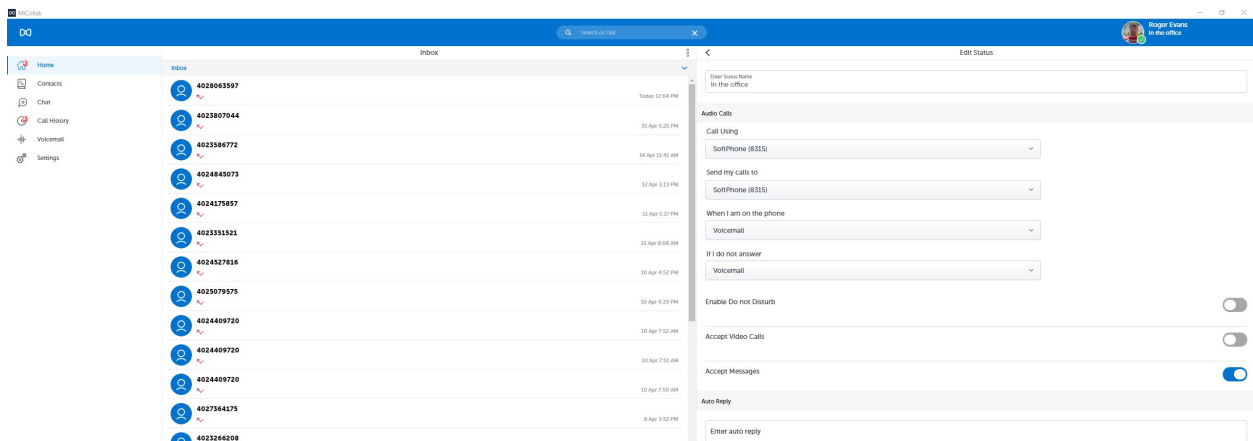 MiCollab
Search or Dial
Roger Evans
In the office
Home
Contacts
Chat
Call History
Voicemail
Settings
Inbox
Inbox
4028063597
Today 12:04 PM
4023807044
15 Apr 5:25 PM
4023586772
14 Apr 11:41 AM
4024845073
12 Apr 3:13 PM
4024175857
11 Apr 5:17 PM
4023351521
11 Apr 8:08 AM
4024527816
10 Apr 4:52 PM
4025079575
10 Apr 4:29 PM
4024409720
10 Apr 7:52 AM
4024409720
10 Apr 7:51 AM
4024409720
10 Apr 7:50 AM
4027364175
8 Apr 3:52 PM
4023266208
Edit Status
Enter Status Name
In the office
Audio Calls
Call Using
SoftPhone (8315)
Send my calls to
SoftPhone (8315)
When I am on the phone
Voicemail
If I do not answer
Voicemail
Enable Do not Disturb
Accept Video Calls
Accept Messages
Auto Reply
Enter auto reply